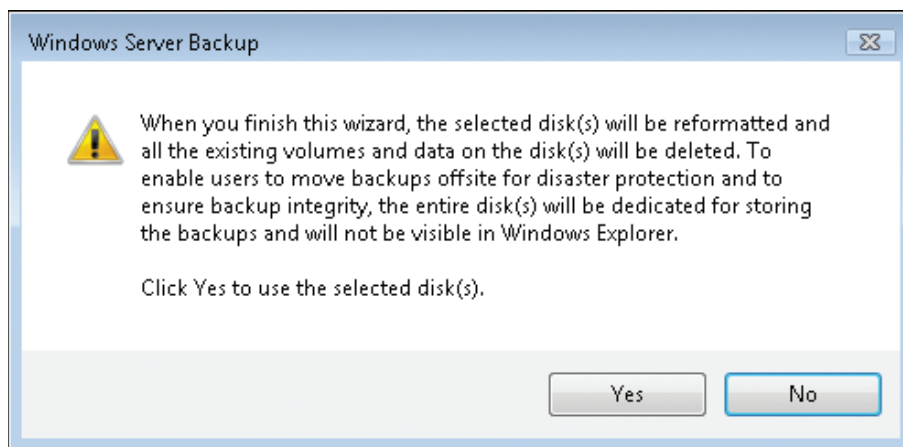 Windows Server Backup
When you finish this wizard, the selected disk(s) will be reformatted and
all the existing volumes and data on the disk(s) will be deleted. To
enable users to move backups offsite for disaster protection and to
ensure backup integrity, the entire disk(s) will be dedicated for storing
the backups and will not be visible in Windows Explorer.
Click Yes to use the selected disk(s).
Yes
No